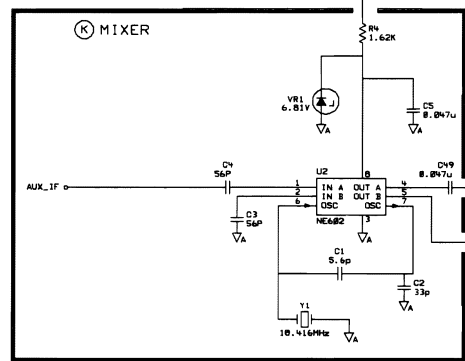 K MIXER
R4
1.62K
VR1
6.81V
C5
0.047u
A
A
C4
56P
U2
8
C49
0.047u
AUX_IF
1 IN A OUT A 4
2 IN B OUT B 5
6 OSC OSC 7
NE602
3
C3
56P
A
A
C1
5.6p
C2
33p
A
Y1
10.416MHz
A